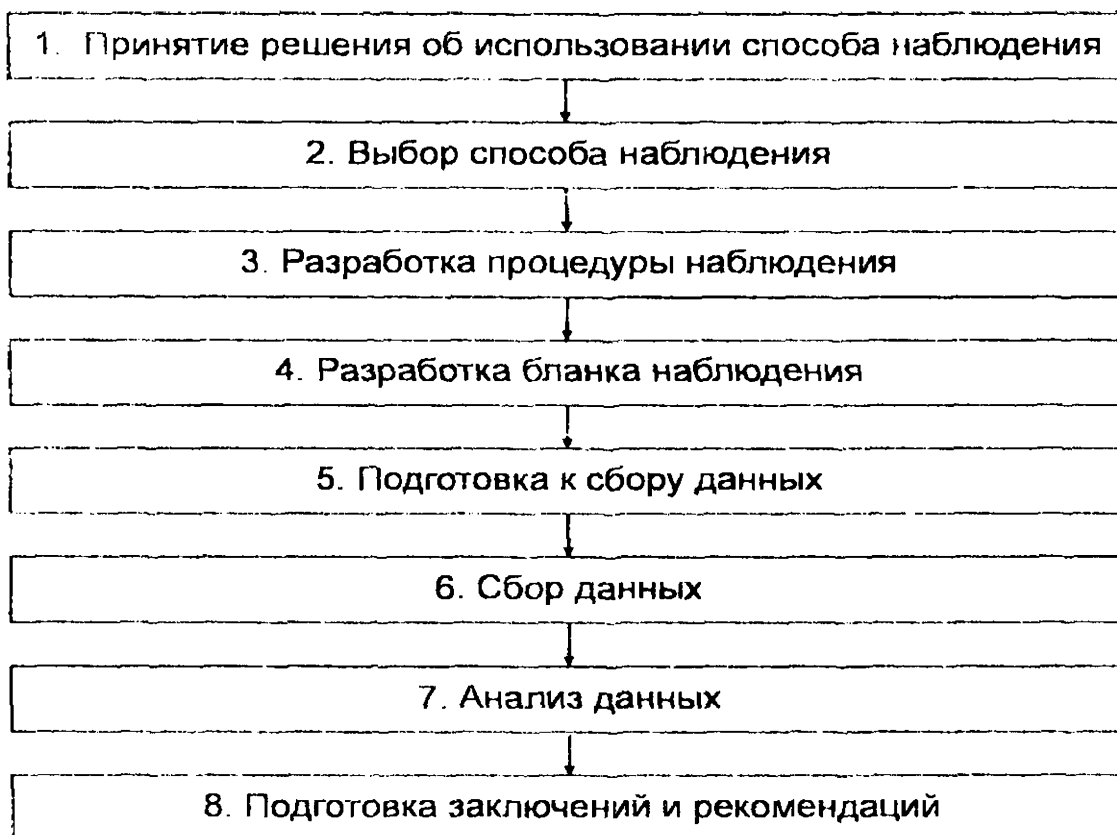 1. Принятие решения об использовании способа наблюдения
2. Выбор способа наблюдения
3. Разработка процедуры наблюдения
4. Разработка бланка наблюдения
5. Подготовка к сбору данных
6. Сбор данных
7. Анализ данных
8. Подготовка заключений и рекомендаций